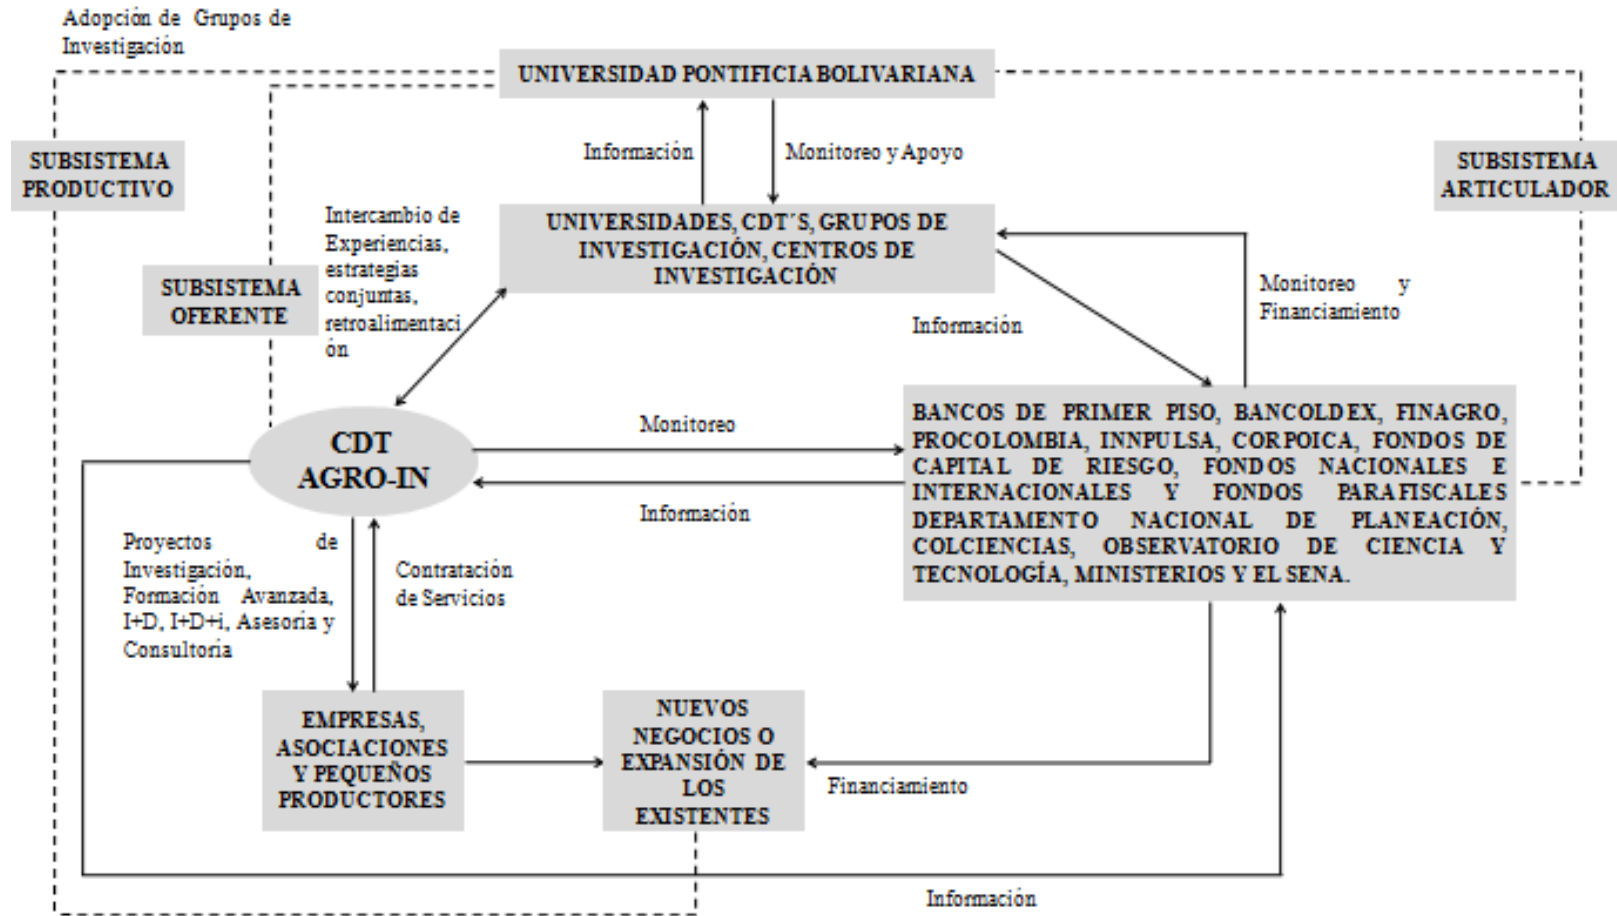 Adopción de Grupos de
Investigación
UNIVERSIDAD PONTIFICIA BOLIVARIANA
SUBSISTEMA
PRODUCTIVO
Información
Monitoreo y Apoyo
SUBSISTEMA
ARTICULADOR
Intercambio de
Experiencias,
estrategias
conjuntas,
retroalimentaci
ón
UNIVERSIDADES, CDT´S, GRUPOS DE
INVESTIGACIÓN, CENTROS DE
INVESTIGACIÓN
SUBSISTEMA
OFERENTE
Información
Monitoreo y
Financiamiento
CDT
AGRO-IN
Monitoreo
Información
BANCOS DE PRIMER PISO, BANCOLDEX, FINAGRO,
PROCOLOMBIA, INNPULSA, CORPOICA, FONDOS DE
CAPITAL DE RIESGO, FONDOS NACIONALES E
INTERNACIONALES Y FONDOS PARAFISCALES
DEPARTAMENTO NACIONAL DE PLANEACIÓN,
COLCIENCIAS, OBSERVATORIO DE CIENCIA Y
TECNOLOGÍA, MINISTERIOS Y EL SENA.
Proyectos de
Investigación,
Formación Avanzada,
I+D, I+D+i, Asesoria y
Consultoria
Contratación
de Servicios
EMPRESAS,
ASOCIACIONES
Y PEQUEÑOS
PRODUCTORES
NUEVOS
NEGOCIOS O
EXPANSIÓN DE
LOS
EXISTENTES
Financiamiento
Información